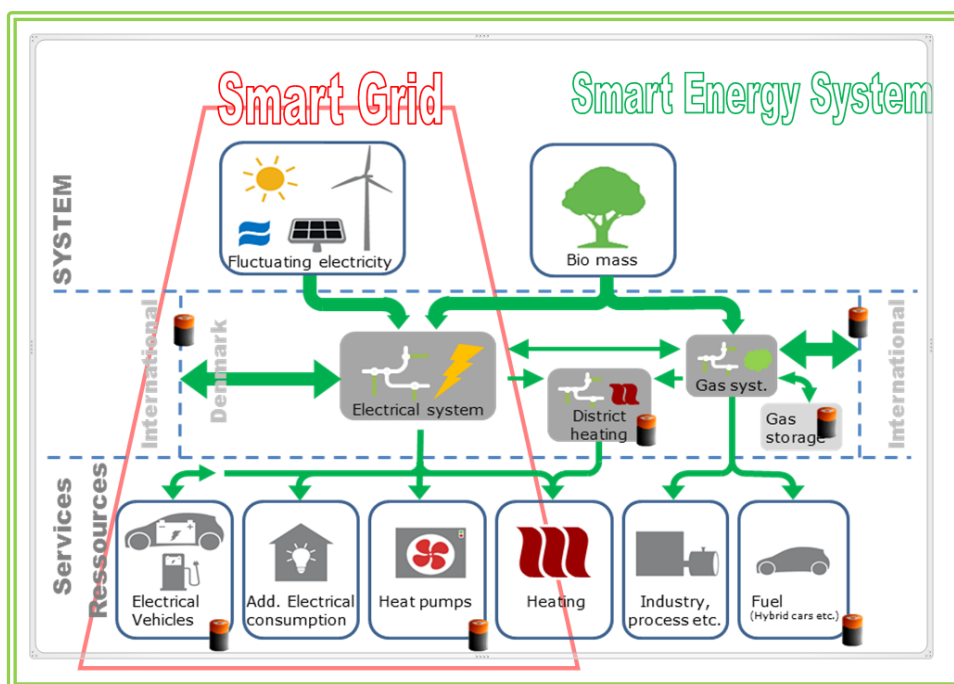 Smart Grid
Smart Energy System
SYSTEM
Fluctuating electricity
Bio mass
International
Denmark
Electrical system
District
heating
Gas syst.
Gas
storage
International
Services
Ressources
Electrical
Vehicles
Add. Electrical
consumption
Heat pumps
Heating
Industry,
process etc.
Fuel
(Hybrid cars etc.)